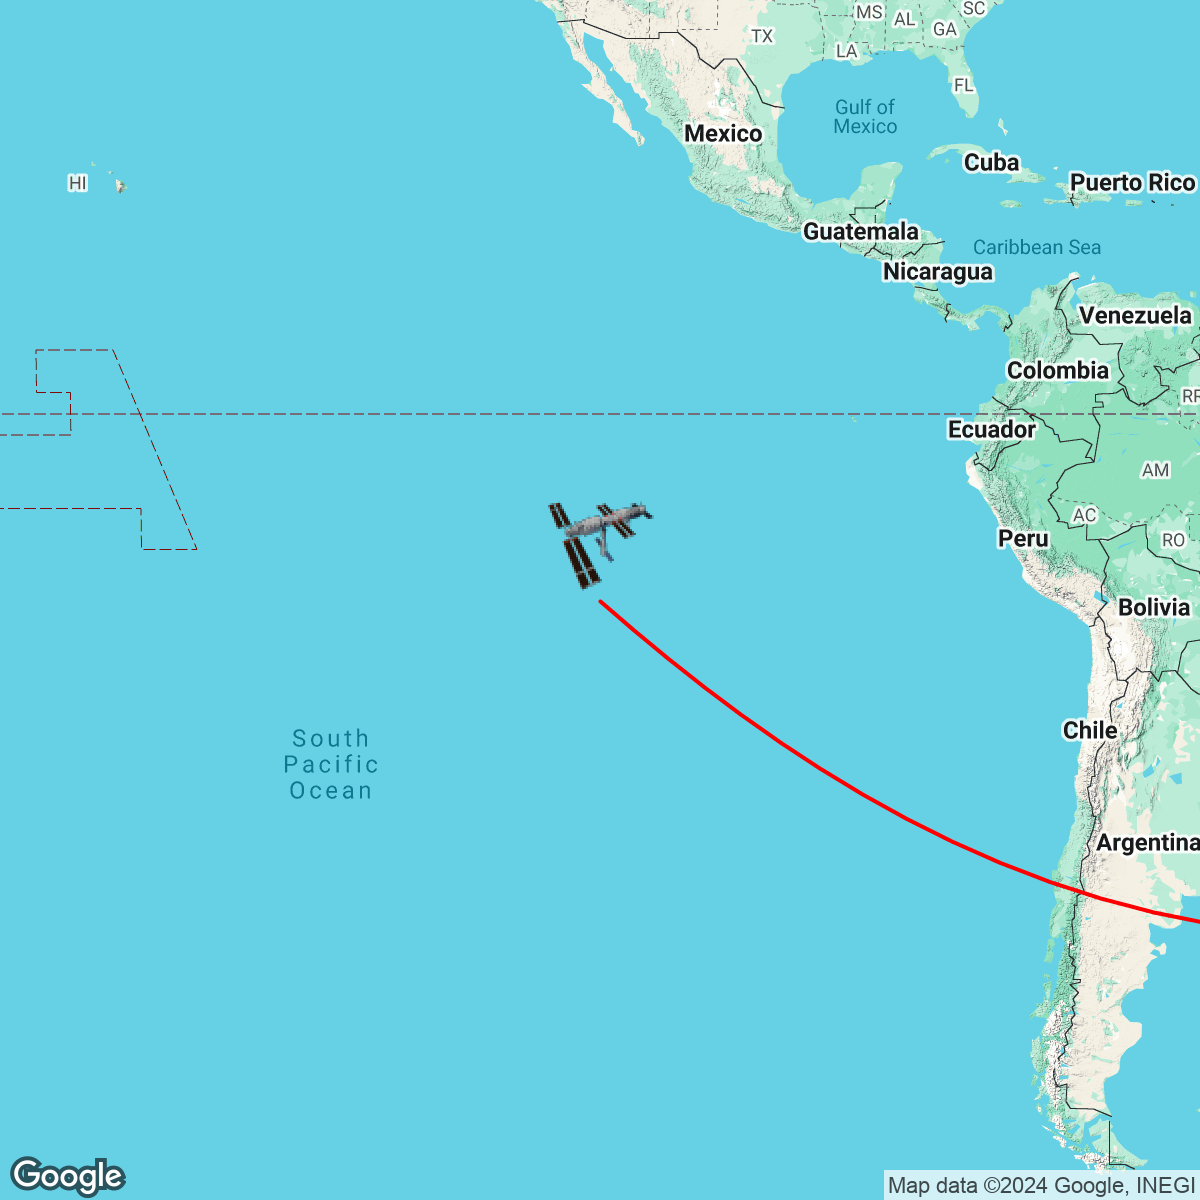 MS
AL
SC
GA
TX
LA
FL
Gulf of
Mexico
Mexico
Cuba
HI
Puerto Rico
Guatemala
Caribbean Sea
Nicaragua
Venezuela
Colombia
RR
Ecuador
AM
AC
Peru
RO
Bolivia
South
Pacific
Ocean
Chile
Argentina
Google
Map data ©2024 Google, INEGI